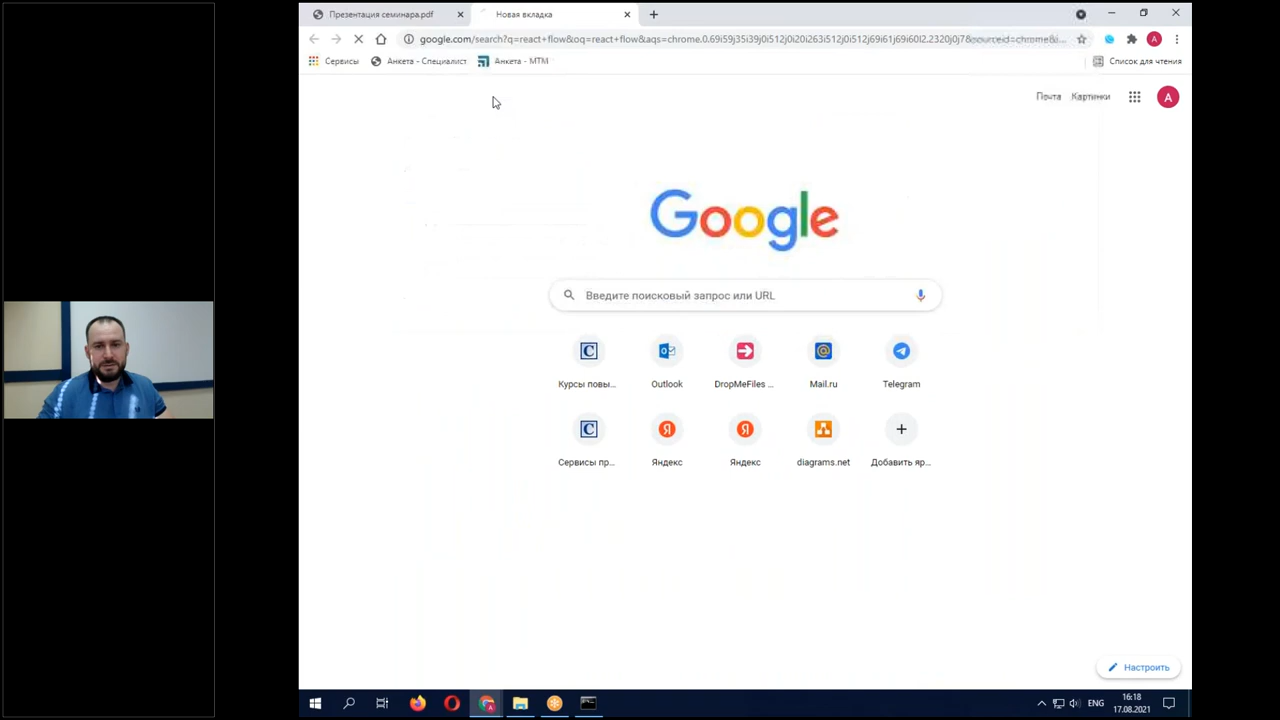 Презентация семинара.pdf
Новая вкладка
google.com/search?q=react+flow&oq=react+flow&aqs=chrome.0.69i59j35i39j0i512j0i20i263i512j0i512j69i61j69i60l2.2320j0j7&sourceid=chrome&i...
Сервисы
Анкета - Специалист
Анкета - МТМ
Список для чтения
Почта
Картинки
A
Google
Введите поисковый запрос или URL
Курсы повы...
Outlook
DropMeFiles ...
Mail.ru
Telegram
Сервисы пр...
Яндекс
Яндекс
diagrams.net
Добавить яр...
Настроить
ENG
16:18
17.08.2021